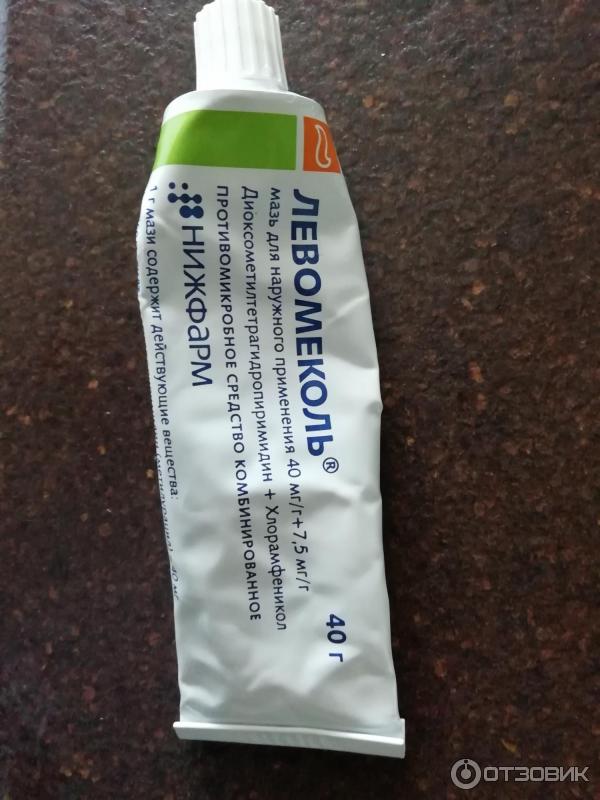 ЛЕВОМЕКОЛЬ®
мазь для наружного применения 40 мг/г+7,5 мг/г
Диоксометилтетрагидропиримидин + Хлорамфеникол
ПРОТИВОМИКРОБНОЕ СРЕДСТВО КОМБИНИРОВАННОЕ
40 г
НИЖФАРМ
1 г мази содержит действующие вещества:
ОТЗОВИК